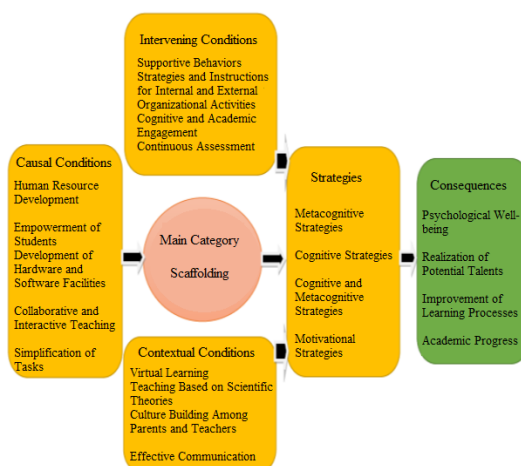 Intervening Conditions
Supportive Behaviors
Strategies and Instructions
for Internal and External
Organizational Activities
Cognitive and Academic
Engagement
Continuous Assessment
Causal Conditions
Human Resource
Development
Empowerment of
Students
Development of
Hardware and
Software Facilities
Collaborative and
Interactive Teaching
Simplification of
Tasks
Main Category
Scaffolding
Contextual Conditions
Virtual Learning
Teaching Based on Scientific
Theories
Culture Building Among
Parents and Teachers
Effective Communication
Strategies
Metacognitive
Strategies
Cognitive Strategies
Cognitive and
Metacognitive
Strategies
Motivational
Strategies
Consequences
Psychological Well-
being
Realization of
Potential Talents
Improvement of
Learning Processes
Academic Progress